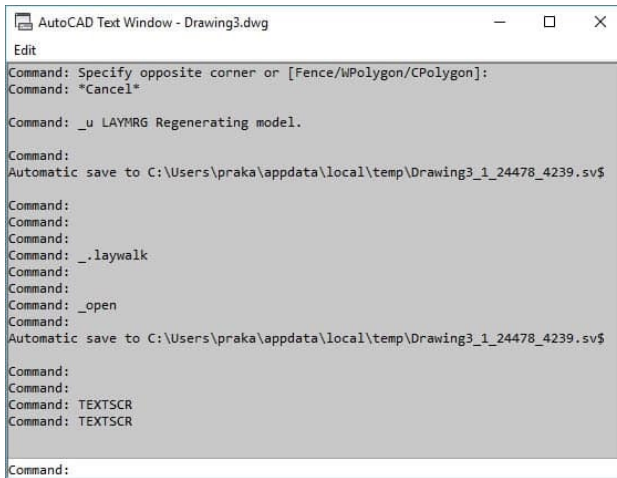 AutoCAD Text Window - Drawing3.dwg
Edit
Command: Specify opposite corner or [Fence/WPolygon/CPolygon]:
Command: *Cancel*
Command: _u LAYMRG Regenerating model.
Command:
Automatic save to C:\Users\praka\appdata\local\temp\Drawing3_1_24478_4239.sv$
Command:
Command:
Command:
Command: _.laywalk
Command:
Command:
Command: _open
Command:
Automatic save to C:\Users\praka\appdata\local\temp\Drawing3_1_24478_4239.sv$
Command:
Command:
Command: TEXTSCR
Command: TEXTSCR
Command: